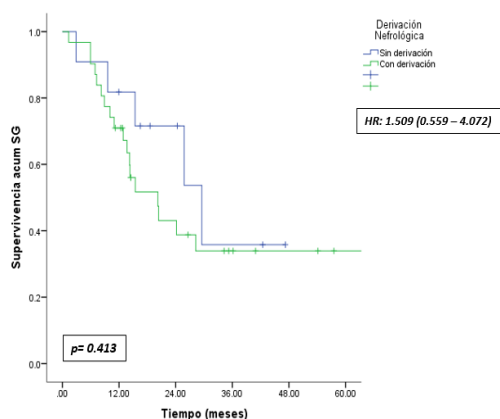 Derivación
Nefrológica
Sin derivación
Con derivación
HR: 1.509 (0.559 – 4.072)
Supervivencia acum SG
1.0
0.8
0.6
0.4
0.2
0.0
p= 0.413
.00 12.00 24.00 36.00 48.00 60.00
Tiempo (meses)